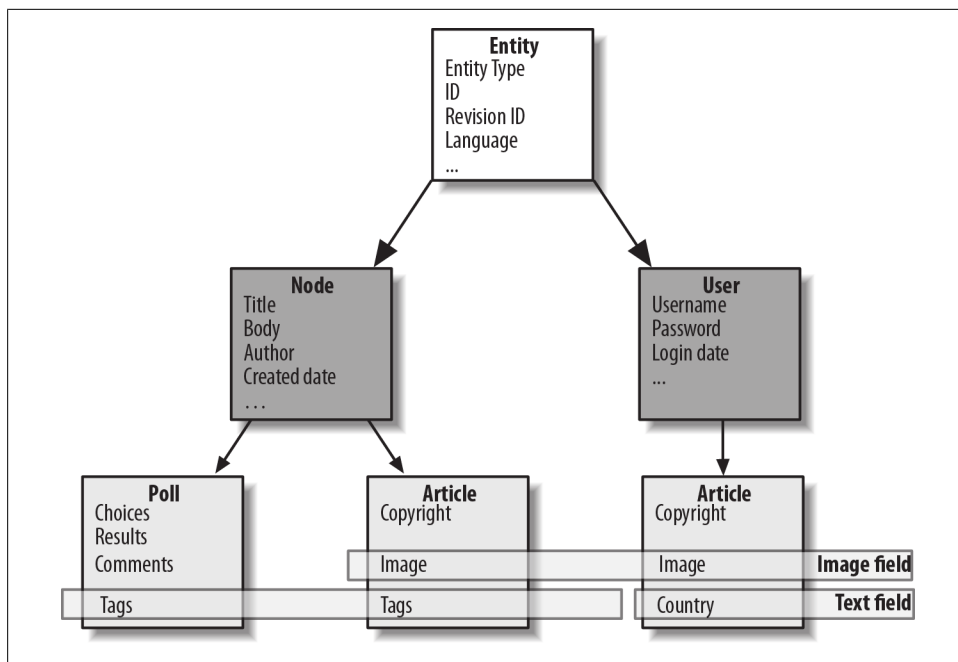 Entity
Entity Type
ID
Revision ID
Language
...
Node
Title
Body
Author
Created date
...
User
Username
Password
Login date
...
Poll
Choices
Results
Comments
Tags
Article
Copyright
Image
Tags
Article
Copyright
Image
Image field
Country
Text field